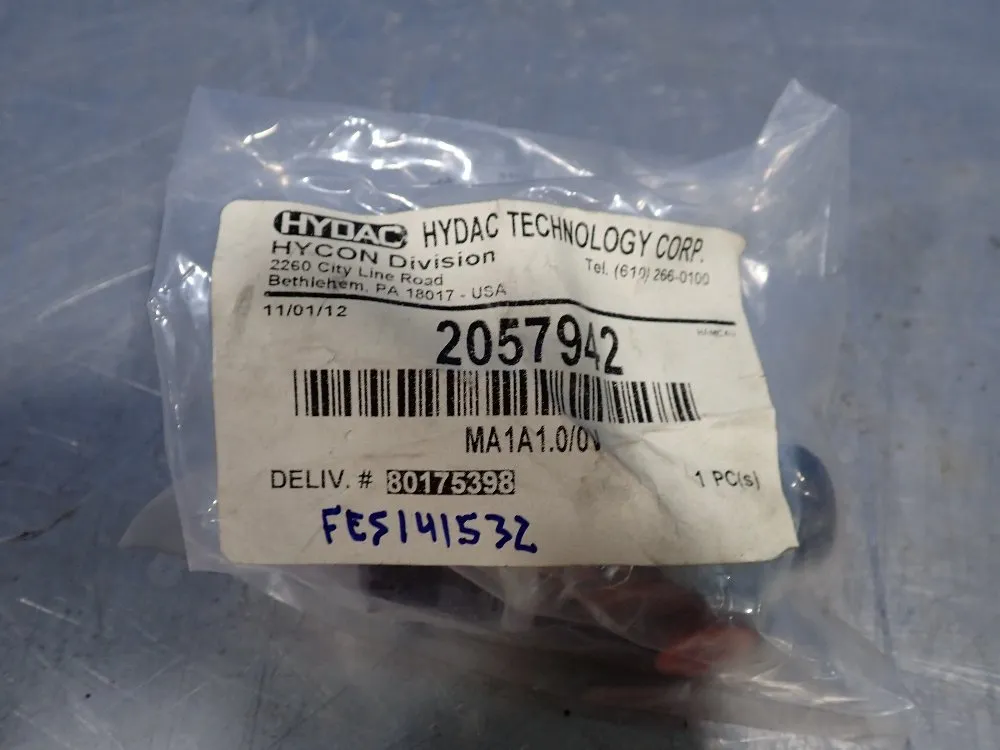 HYDAC HYDAC TECHNOLOGY CORP.
HYCON Division Tel. (610) 266-0100
2260 City Line Road
Bethlehem, PA 18017 - USA
11/01/12
2057942
MA1A1.0/0V
DELIV. # 80175398 1 PC(s)
FES141532